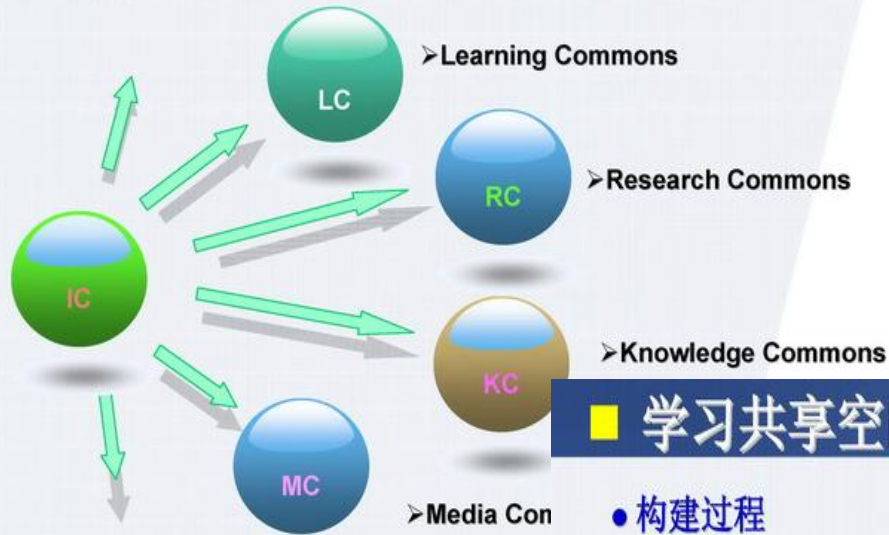 LC
➢Learning Commons
RC
➢Research Commons
IC
KC
➢Knowledge Commons
MC
➢Media Com
■ 学习共享空
● 构建过程